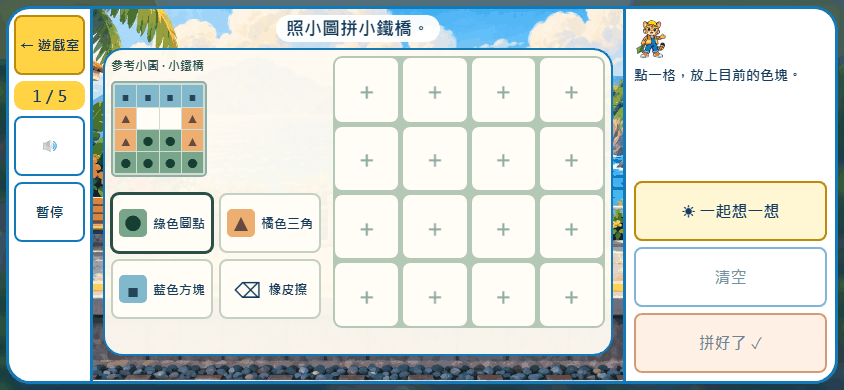 ← 遊戲室
1 / 5
暫停
照小圖拼小鐵橋。
參考小圖 · 小鐵橋
綠色圓點
橘色三角
藍色方塊
橡皮擦
點一格，放上目前的色塊。
☀ 一起想一想
清空
拼好了 ✓